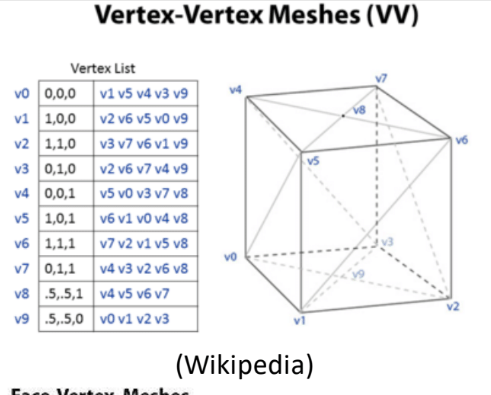 Vertex-Vertex Meshes (VV)
Vertex List
v0 0,0,0 v1 v5 v4 v3 v9
v1 1,0,0 v2 v6 v5 v0 v9
v2 1,1,0 v3 v7 v6 v1 v9
v3 0,1,0 v2 v6 v7 v4 v9
v4 0,0,1 v5 v0 v3 v7 v8
v5 1,0,1 v6 v1 v0 v4 v8
v6 1,1,1 v7 v2 v1 v5 v8
v7 0,1,1 v4 v3 v2 v6 v8
v8 .5,.5,1 v4 v5 v6 v7
v9 .5,.5,0 v0 v1 v2 v3
v7
v4
v8
v6
v5
v3
v0
v9
v2
v1
(Wikipedia)
Face-Vertex Meshes